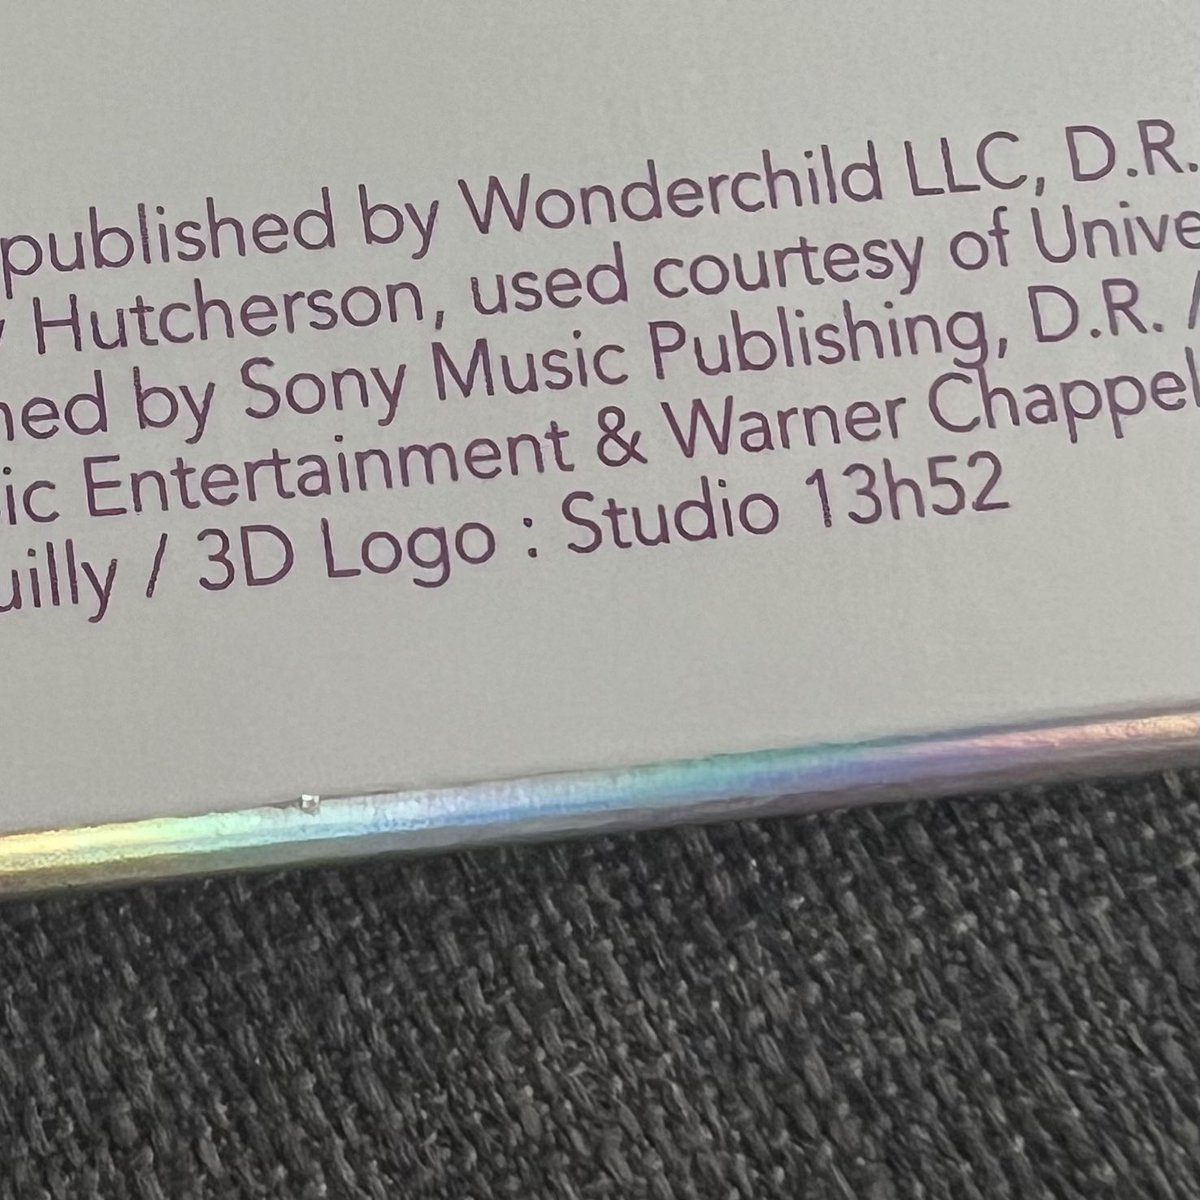 published by Wonderchild LLC, D.R.
Hutcherson, used courtesy of Unive
ned by Sony Music Publishing, D.R. /
ic Entertainment & Warner Chappel
uilly / 3D Logo : Studio 13h52